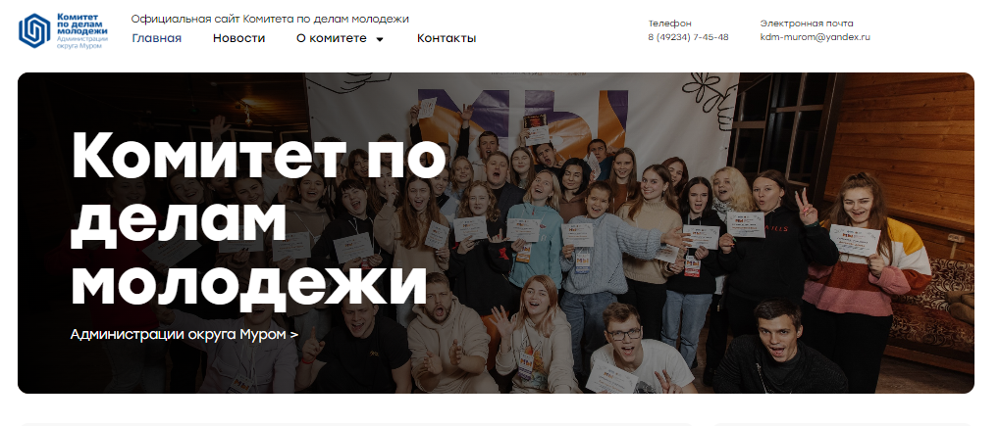 Комитет
по делам
молодежи
Администрации
округа Муром
Официальная сайт Комитета по делам молодежи
Главная Новости О комитете Контакты
Телефон
8 (49234) 7-45-48
Электронная почта
kdm-murom@yandex.ru
МЫ
Комитет по
делам
молодежи
Администрации округа Муром >